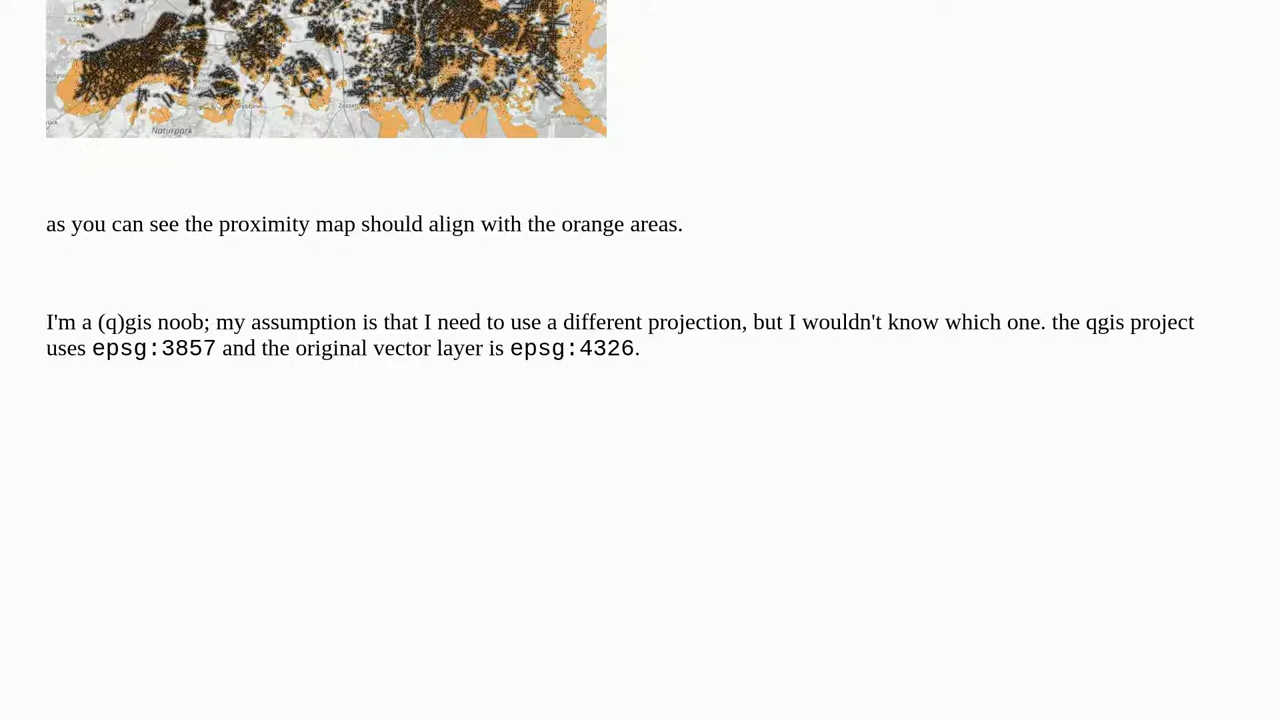 Naturpark
as you can see the proximity map should align with the orange areas.
I'm a (q)gis noob; my assumption is that I need to use a different projection, but I wouldn't know which one. the qgis project
uses epsg:3857 and the original vector layer is epsg:4326.